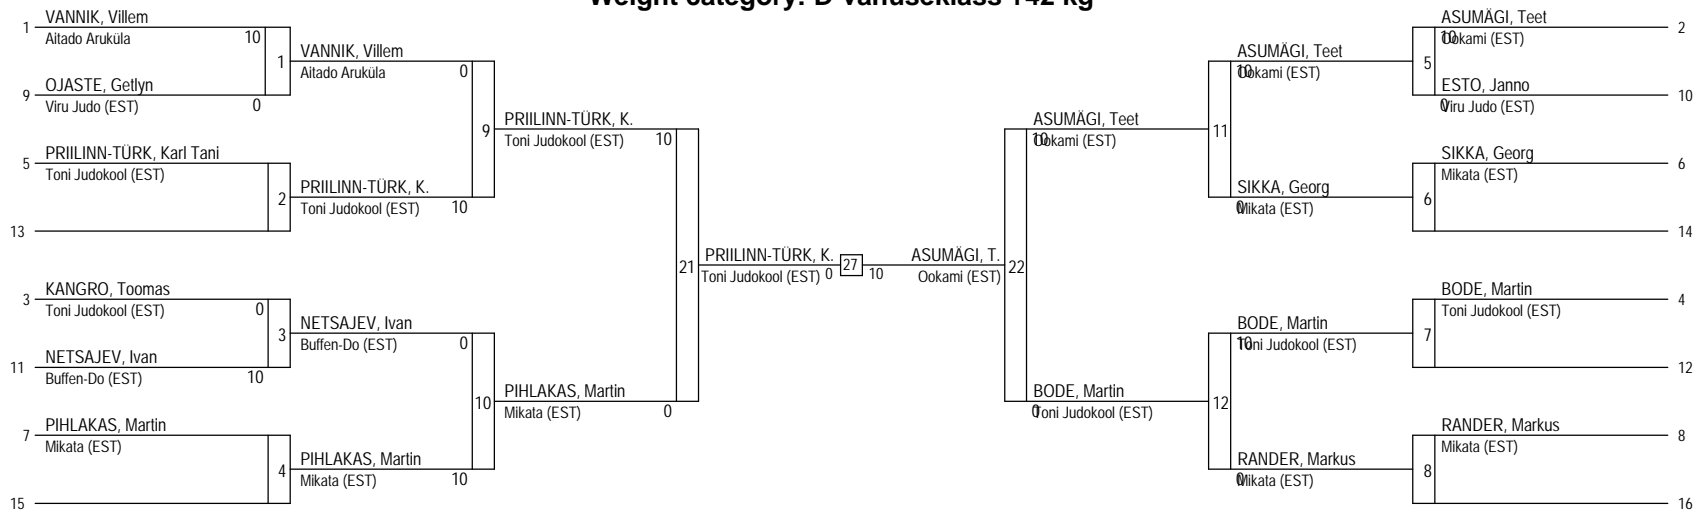 Weight category: D vanuseklass +42 kg
1 VANNIK, Villem
Aitado Aruküla 10
9 OJASTE, Getlyn
Viru Judo (EST) 0
1
5 PRIILINN-TÜRK, Karl Tani
Toni Judokool (EST)
13
2
3 KANGRO, Toomas
Toni Judokool (EST) 0
11 NETSAJEV, Ivan
Buffen-Do (EST) 10
3
7 PIHLAKAS, Martin
Mikata (EST)
15
4
VANNIK, Villem
Aitado Aruküla 0
PRIILINN-TÜRK, K.
Toni Judokool (EST) 10
9
NETSAJEV, Ivan
Buffen-Do (EST) 0
PIHLAKAS, Martin
Mikata (EST) 10
10
PRIILINN-TÜRK, K.
Toni Judokool (EST) 10
PIHLAKAS, Martin
Mikata (EST) 0
21
PRIILINN-TÜRK, K.
Toni Judokool (EST) 0
27
10
ASUMÄGI, T.
Ookami (EST)
22
ASUMÄGI, Teet
10
Ookami (EST)
BODE, Martin
0
Toni Judokool (EST)
11
ASUMÄGI, Teet
10
Ookami (EST)
SIKKA, Georg
0
Mikata (EST)
12
BODE, Martin
10
Toni Judokool (EST)
RANDER, Markus
0
Mikata (EST)
5
ASUMÄGI, Teet 2
10
Ookami (EST)
ESTO, Janno 10
0
Viru Judo (EST)
6
SIKKA, Georg 6
Mikata (EST)
14
7
BODE, Martin 4
Toni Judokool (EST)
12
8
RANDER, Markus 8
Mikata (EST)
16